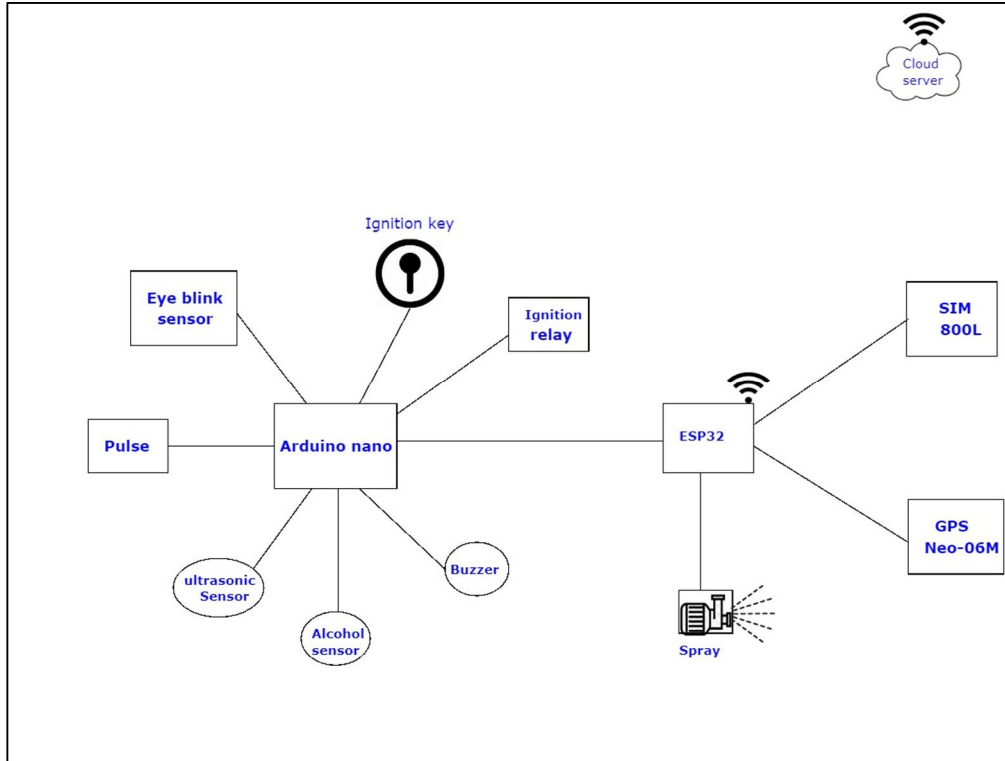 Cloud
server
Ignition key
Eye blink
sensor
Ignition
relay
SIM
800L
Pulse
Arduino nano
ESP32
GPS
Neo-06M
ultrasonic
Sensor
Buzzer
Alcohol
sensor
Spray